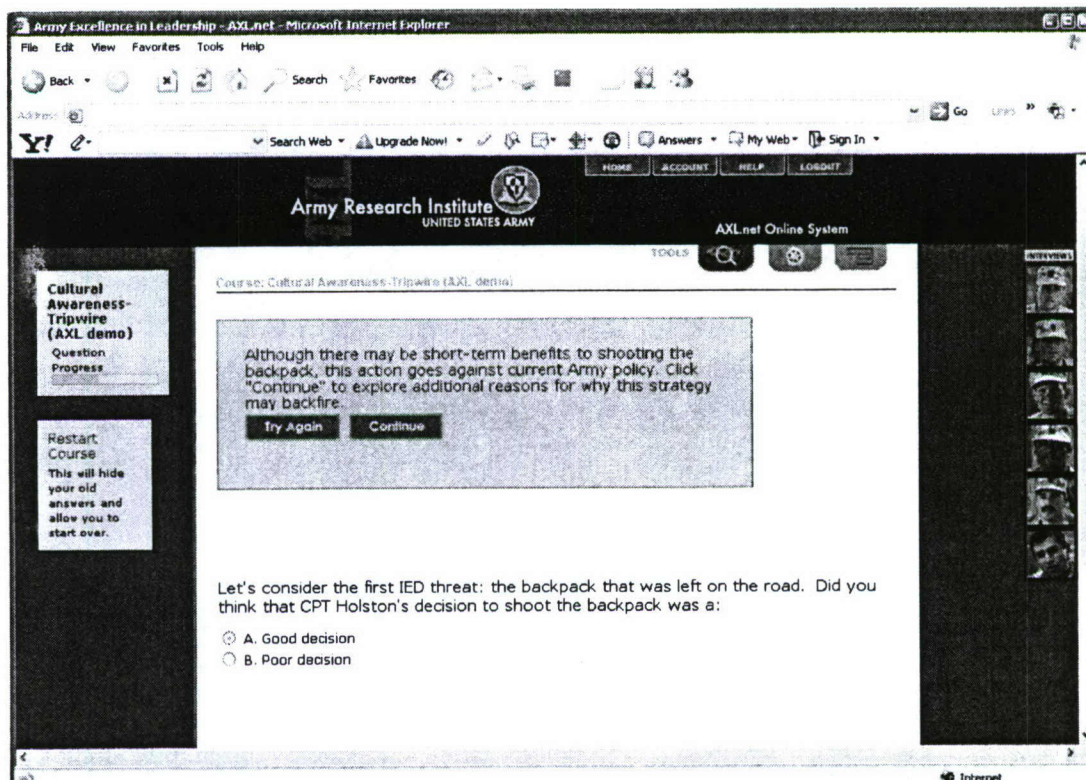 Army Excellence in Leadership - AXL.net - Microsoft Internet Explorer
File Edit View Favorites Tools Help
Back Search Favorites
Address Go Links »
Y! Search Web Upgrade Now! Answers My Web Sign In
HOME ACCOUNT HELP LOGOUT
Army Research Institute
UNITED STATES ARMY
AXL.net Online System
TOOLS
INTERVIEWS
Course: Cultural Awareness-Tripwire (AXL demo)
Cultural
Awareness-
Tripwire
(AXL demo)
Question
Progress
Although there may be short-term benefits to shooting the
backpack, this action goes against current Army policy. Click
"Continue" to explore additional reasons for why this strategy
may backfire.
Try Again Continue
Restart
Course
This will hide
your old
answers and
allow you to
start over.
Let's consider the first IED threat: the backpack that was left on the road. Did you
think that CPT Holston's decision to shoot the backpack was a:
A. Good decision
B. Poor decision
Internet